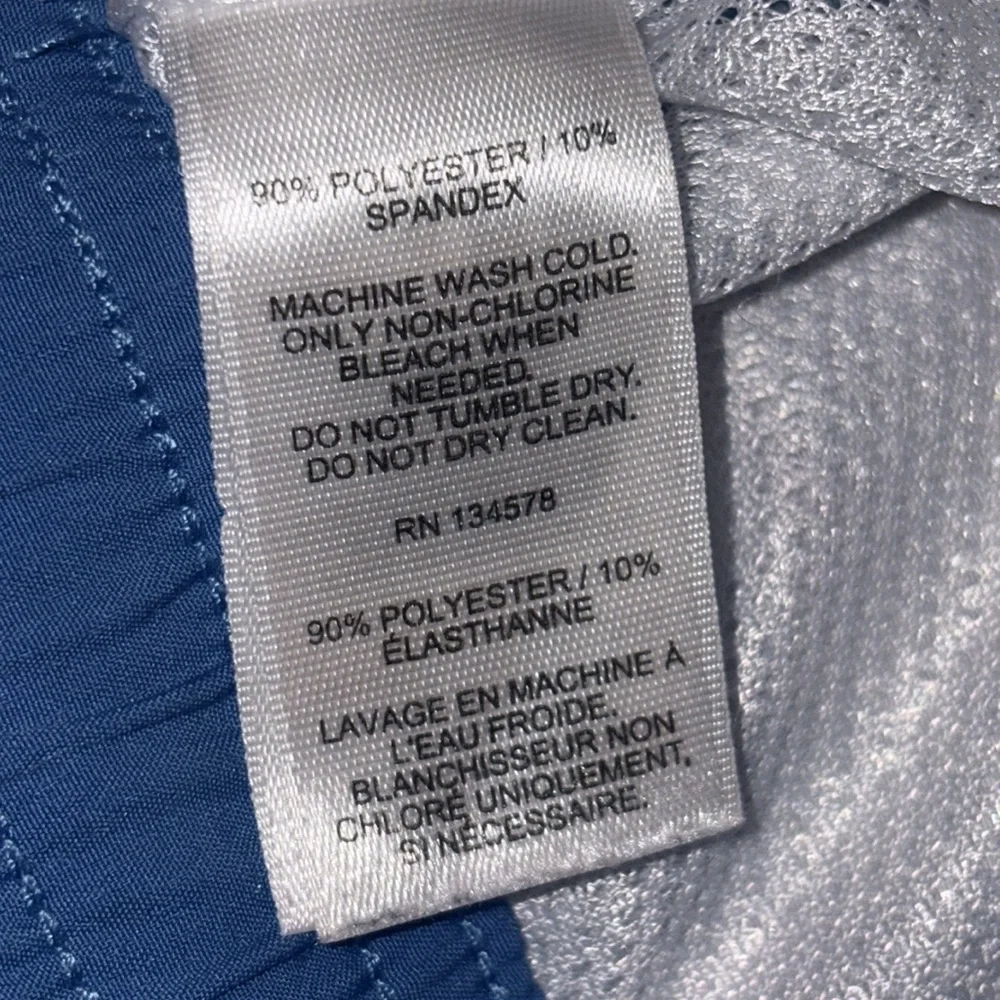 90% POLYESTER / 10%
SPANDEX
MACHINE WASH COLD.
ONLY NON-CHLORINE
BLEACH WHEN
NEEDED.
DO NOT TUMBLE DRY.
DO NOT DRY CLEAN.
RN 134578
90% POLYESTER / 10%
ÉLASTHANNE
LAVAGE EN MACHINE À
L'EAU FROIDE.
BLANCHISSEUR NON
CHLORÉ UNIQUEMENT,
SI NÉCESSAIRE.